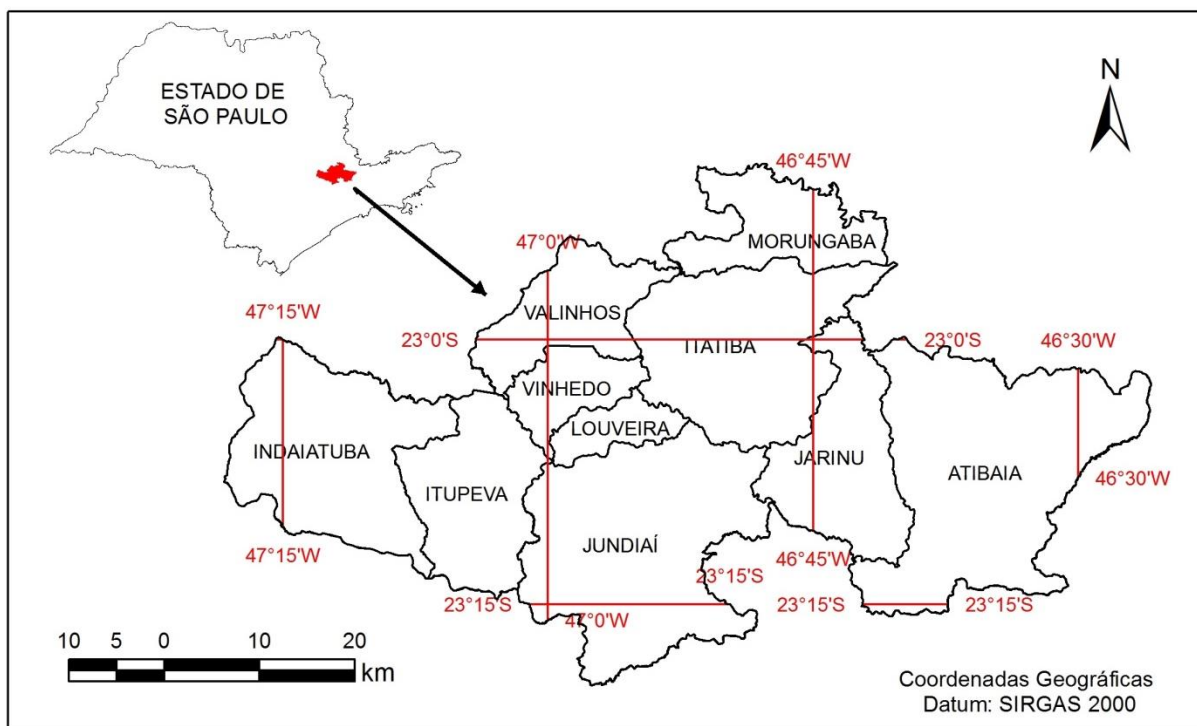 ESTADO DE
SÃO PAULO
N
46°45'W
MORUNGABA
47°0'W
47°15'W
VALINHOS
23°0'S
23°0'S
46°30'W
ITATIBA
VINHEDO
LOUVEIRA
INDAIATUBA
JARINU
ATIBAIA
46°30'W
ITUPEVA
JUNDIAÍ
47°15'W
46°45'W
23°15'S
23°15'S
23°15'S
23°15'S
47°0'W
10 5 0 10 20
km
Coordenadas Geográficas
Datum: SIRGAS 2000